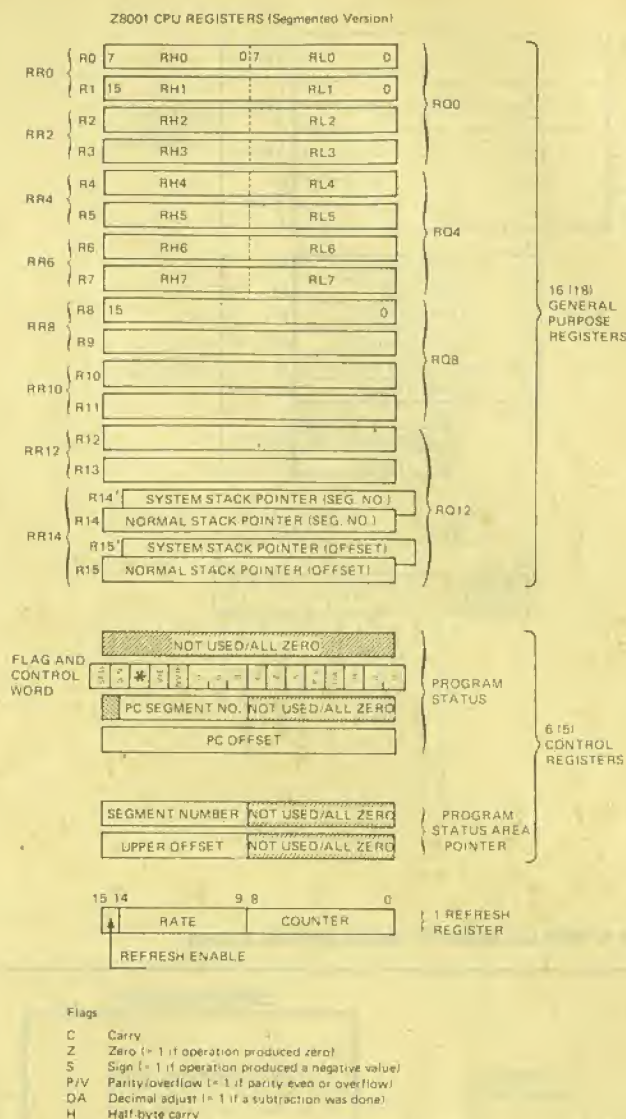 Z8001 CPU REGISTERS (Segmented Version)
RR0
R0 7 RH0 0 7 RL0 0
R1 15 RH1 RL1 0
RQ0
RR2
R2 RH2 RL2
R3 RH3 RL3
RR4
R4 RH4 RL4
R5 RH5 RL5
RQ4
RR6
R6 RH6 RL6
R7 RH7 RL7
16 (18)
GENERAL
PURPOSE
REGISTERS
RR8
R8 15 0
R9
RQ8
RR10
R10
R11
RR12
R12
R13
RQ12
RR14
R14' SYSTEM STACK POINTER (SEG. NO.)
R14 NORMAL STACK POINTER (SEG. NO.)
R15' SYSTEM STACK POINTER (OFFSET)
R15 NORMAL STACK POINTER (OFFSET)
NOT USED/ALL ZERO
FLAG AND
CONTROL
WORD
*
PC SEGMENT NO. NOT USED/ALL ZERO
PC OFFSET
PROGRAM
STATUS
6 (5)
CONTROL
REGISTERS
SEGMENT NUMBER NOT USED/ALL ZERO
UPPER OFFSET NOT USED/ALL ZERO
PROGRAM
STATUS AREA
POINTER
15 14 9 8 0
RATE COUNTER
1 REFRESH
REGISTER
REFRESH ENABLE
Flags
C Carry
Z Zero (= 1 if operation produced zero)
S Sign (= 1 if operation produced a negative value)
P/V Parity/overflow (= 1 if parity even or overflow)
DA Decimal adjust (= 1 if a subtraction was done)
H Half-byte carry